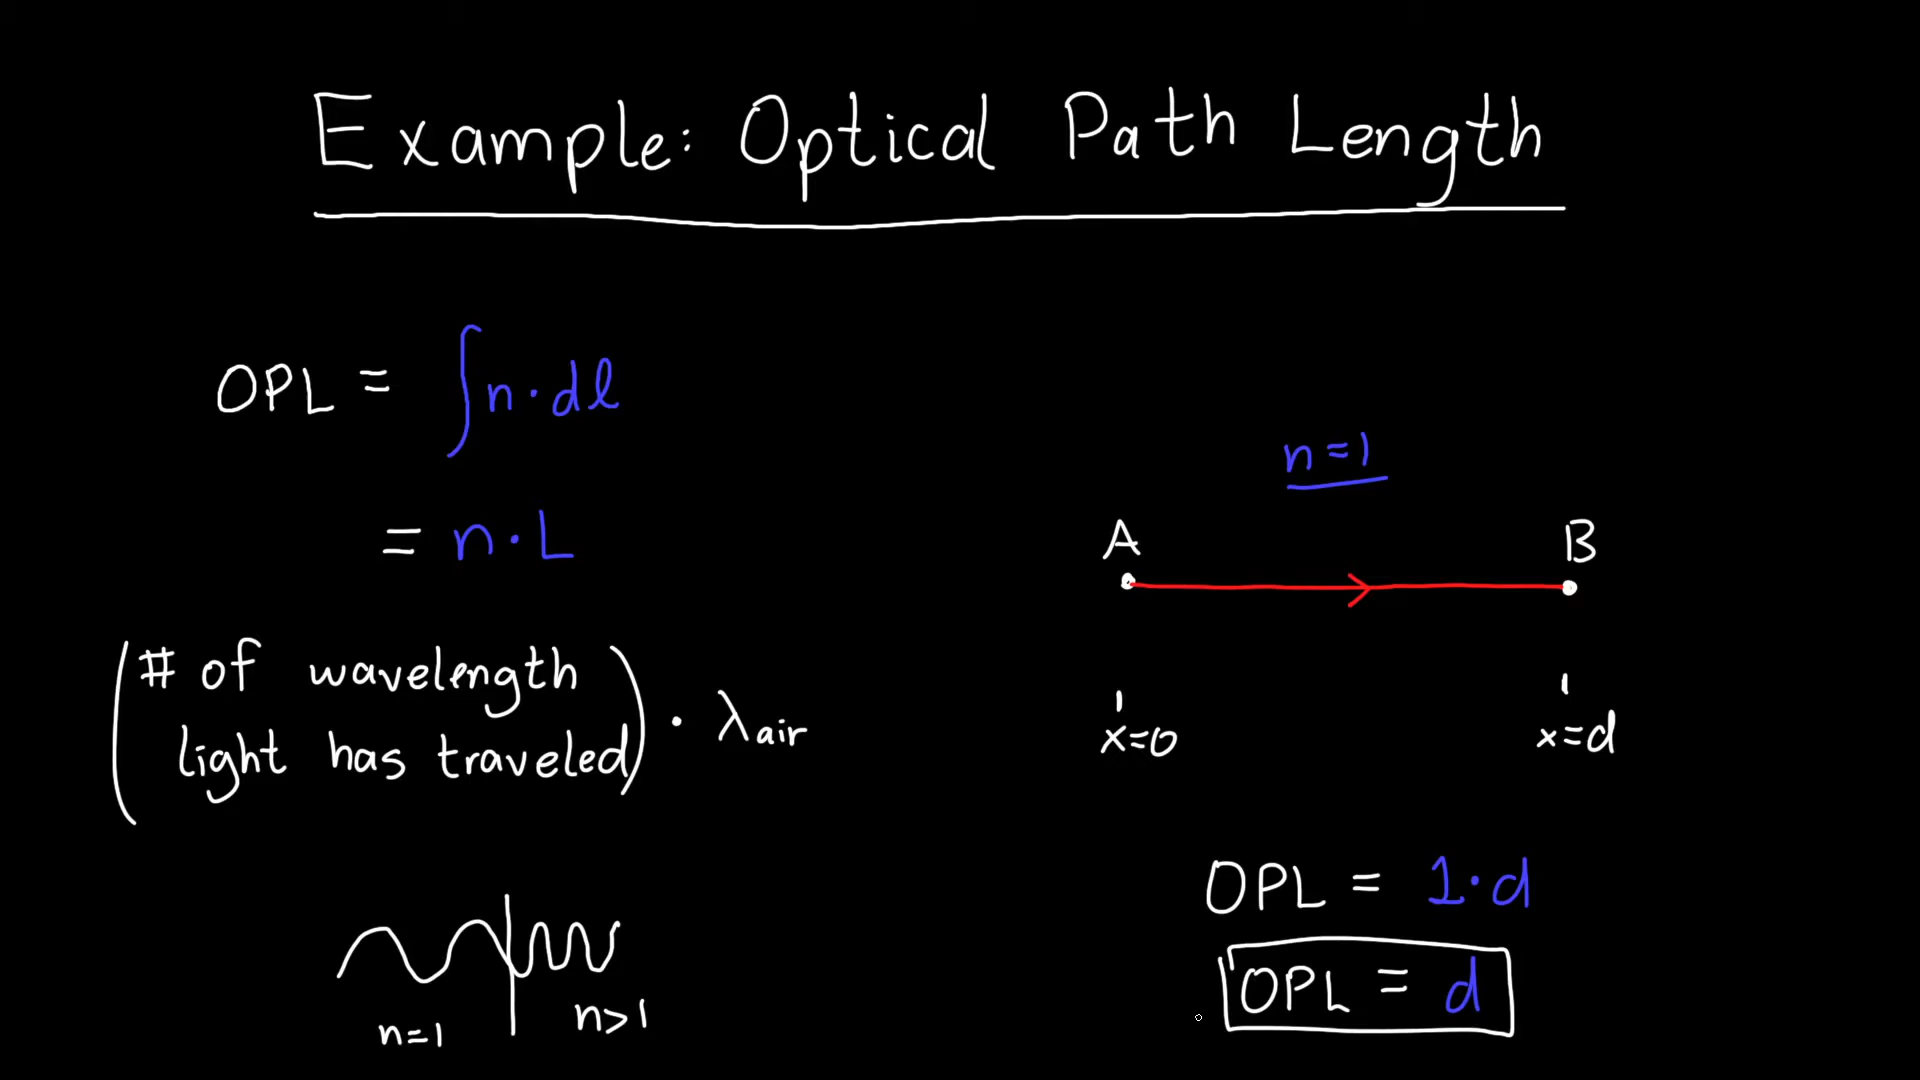 Example: Optical Path Length
OPL = ∫n·dℓ
= n·L
(# of wavelength
light has traveled) · λair
n=1
n>1
n=1
A
B
x=0
x=d
OPL = 1·d
OPL = d